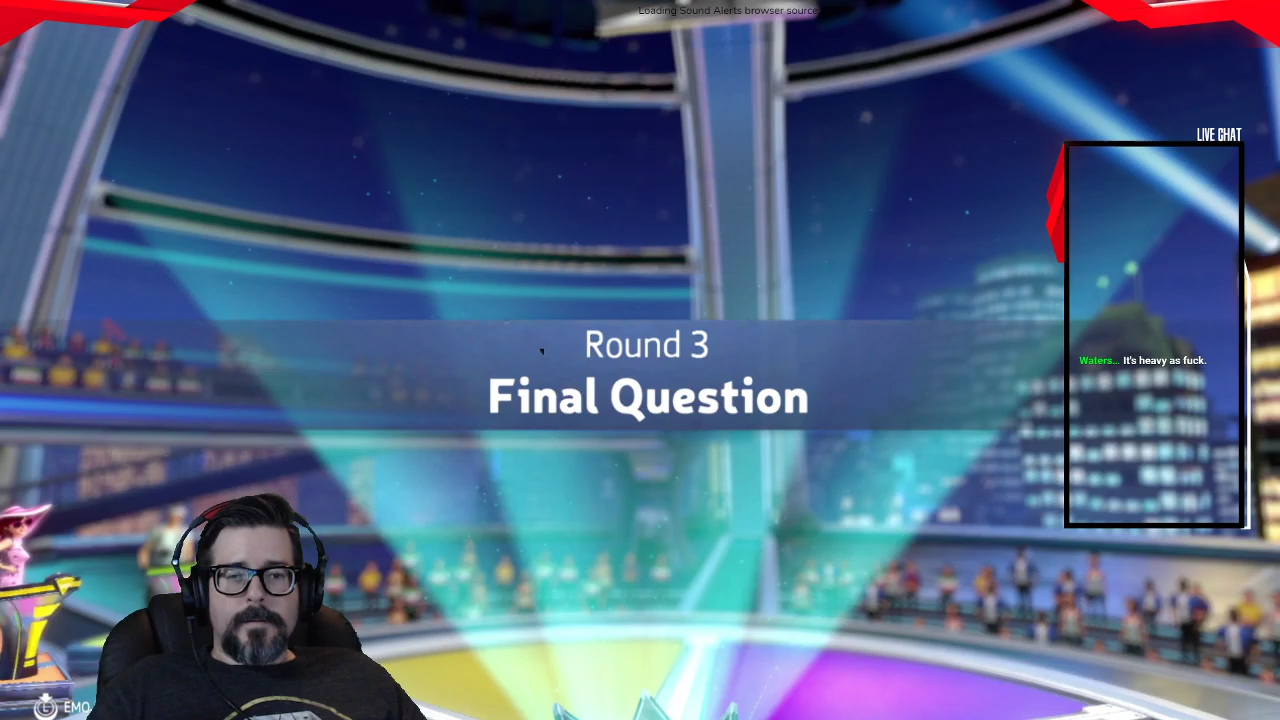 Loading Sound Alerts browser source
LIVE CHAT
Round 3
Final Question
Waters... It's heavy as fuck.
L EMO